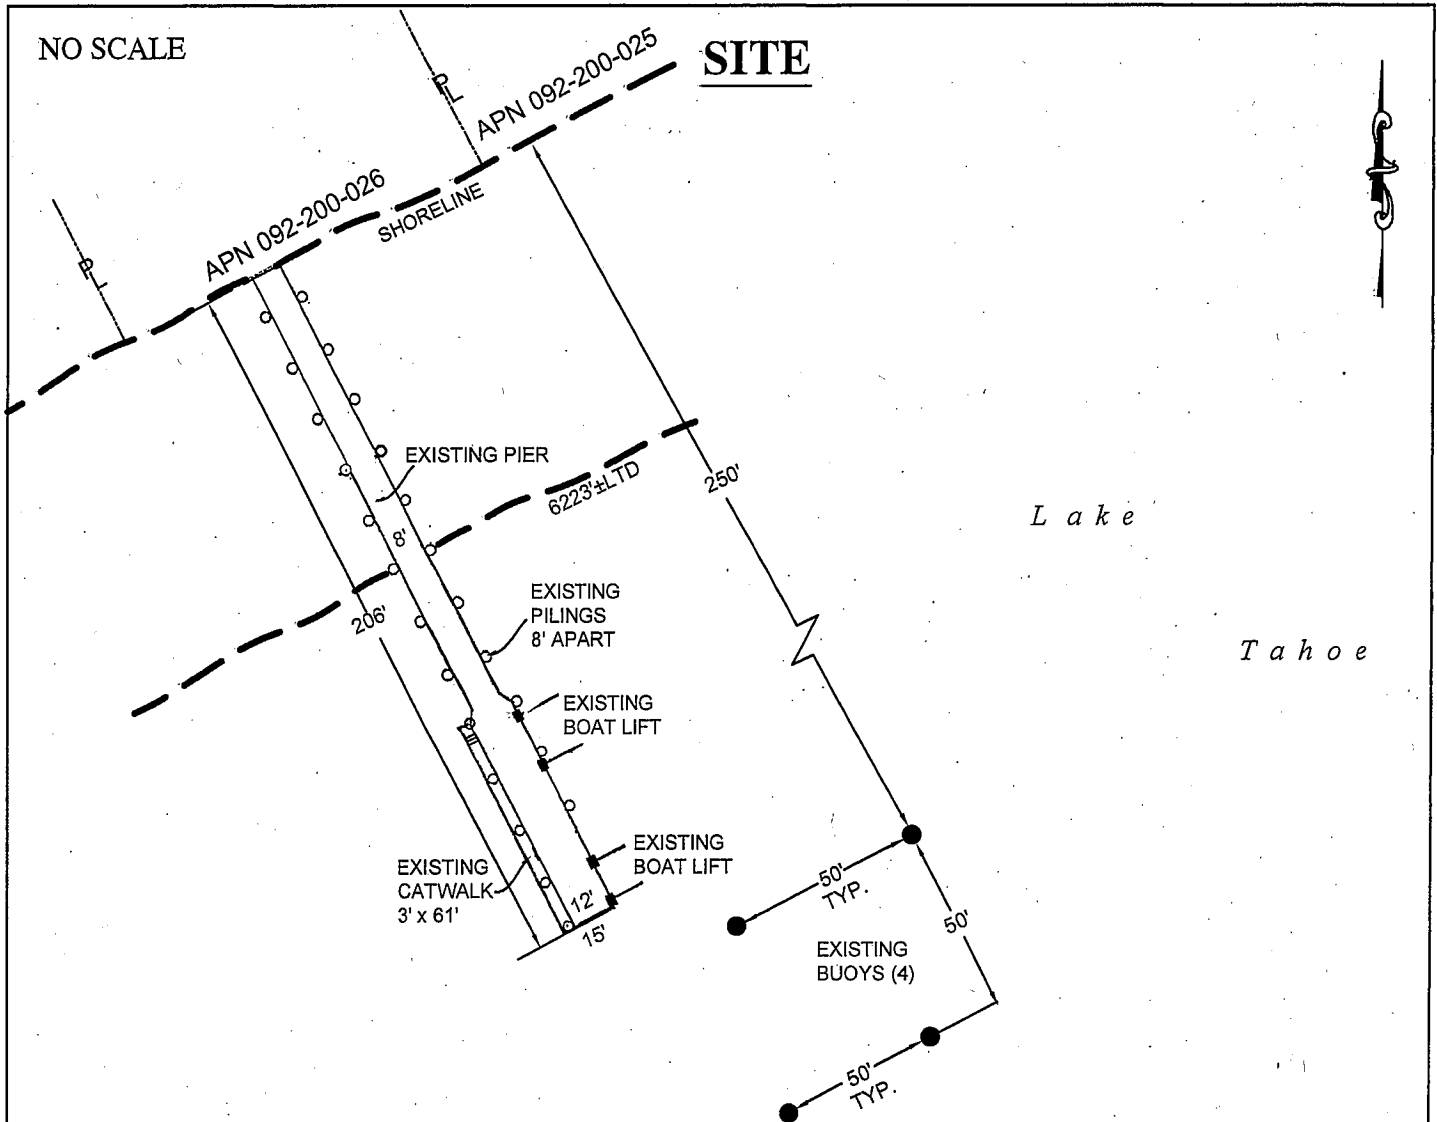 NO SCALE
SITE
PL
APN 092-200-025
APN 092-200-026
SHORELINE
PL
EXISTING PIER
6223'±LTD
250'
8'
Lake
EXISTING
PILINGS
8' APART
206'
Tahoe
EXISTING
BOAT LIFT
EXISTING
BOAT LIFT
EXISTING
CATWALK
3' x 61'
12'
15'
50'
TYP.
50'
EXISTING
BUOYS (4)
50'
TYP.